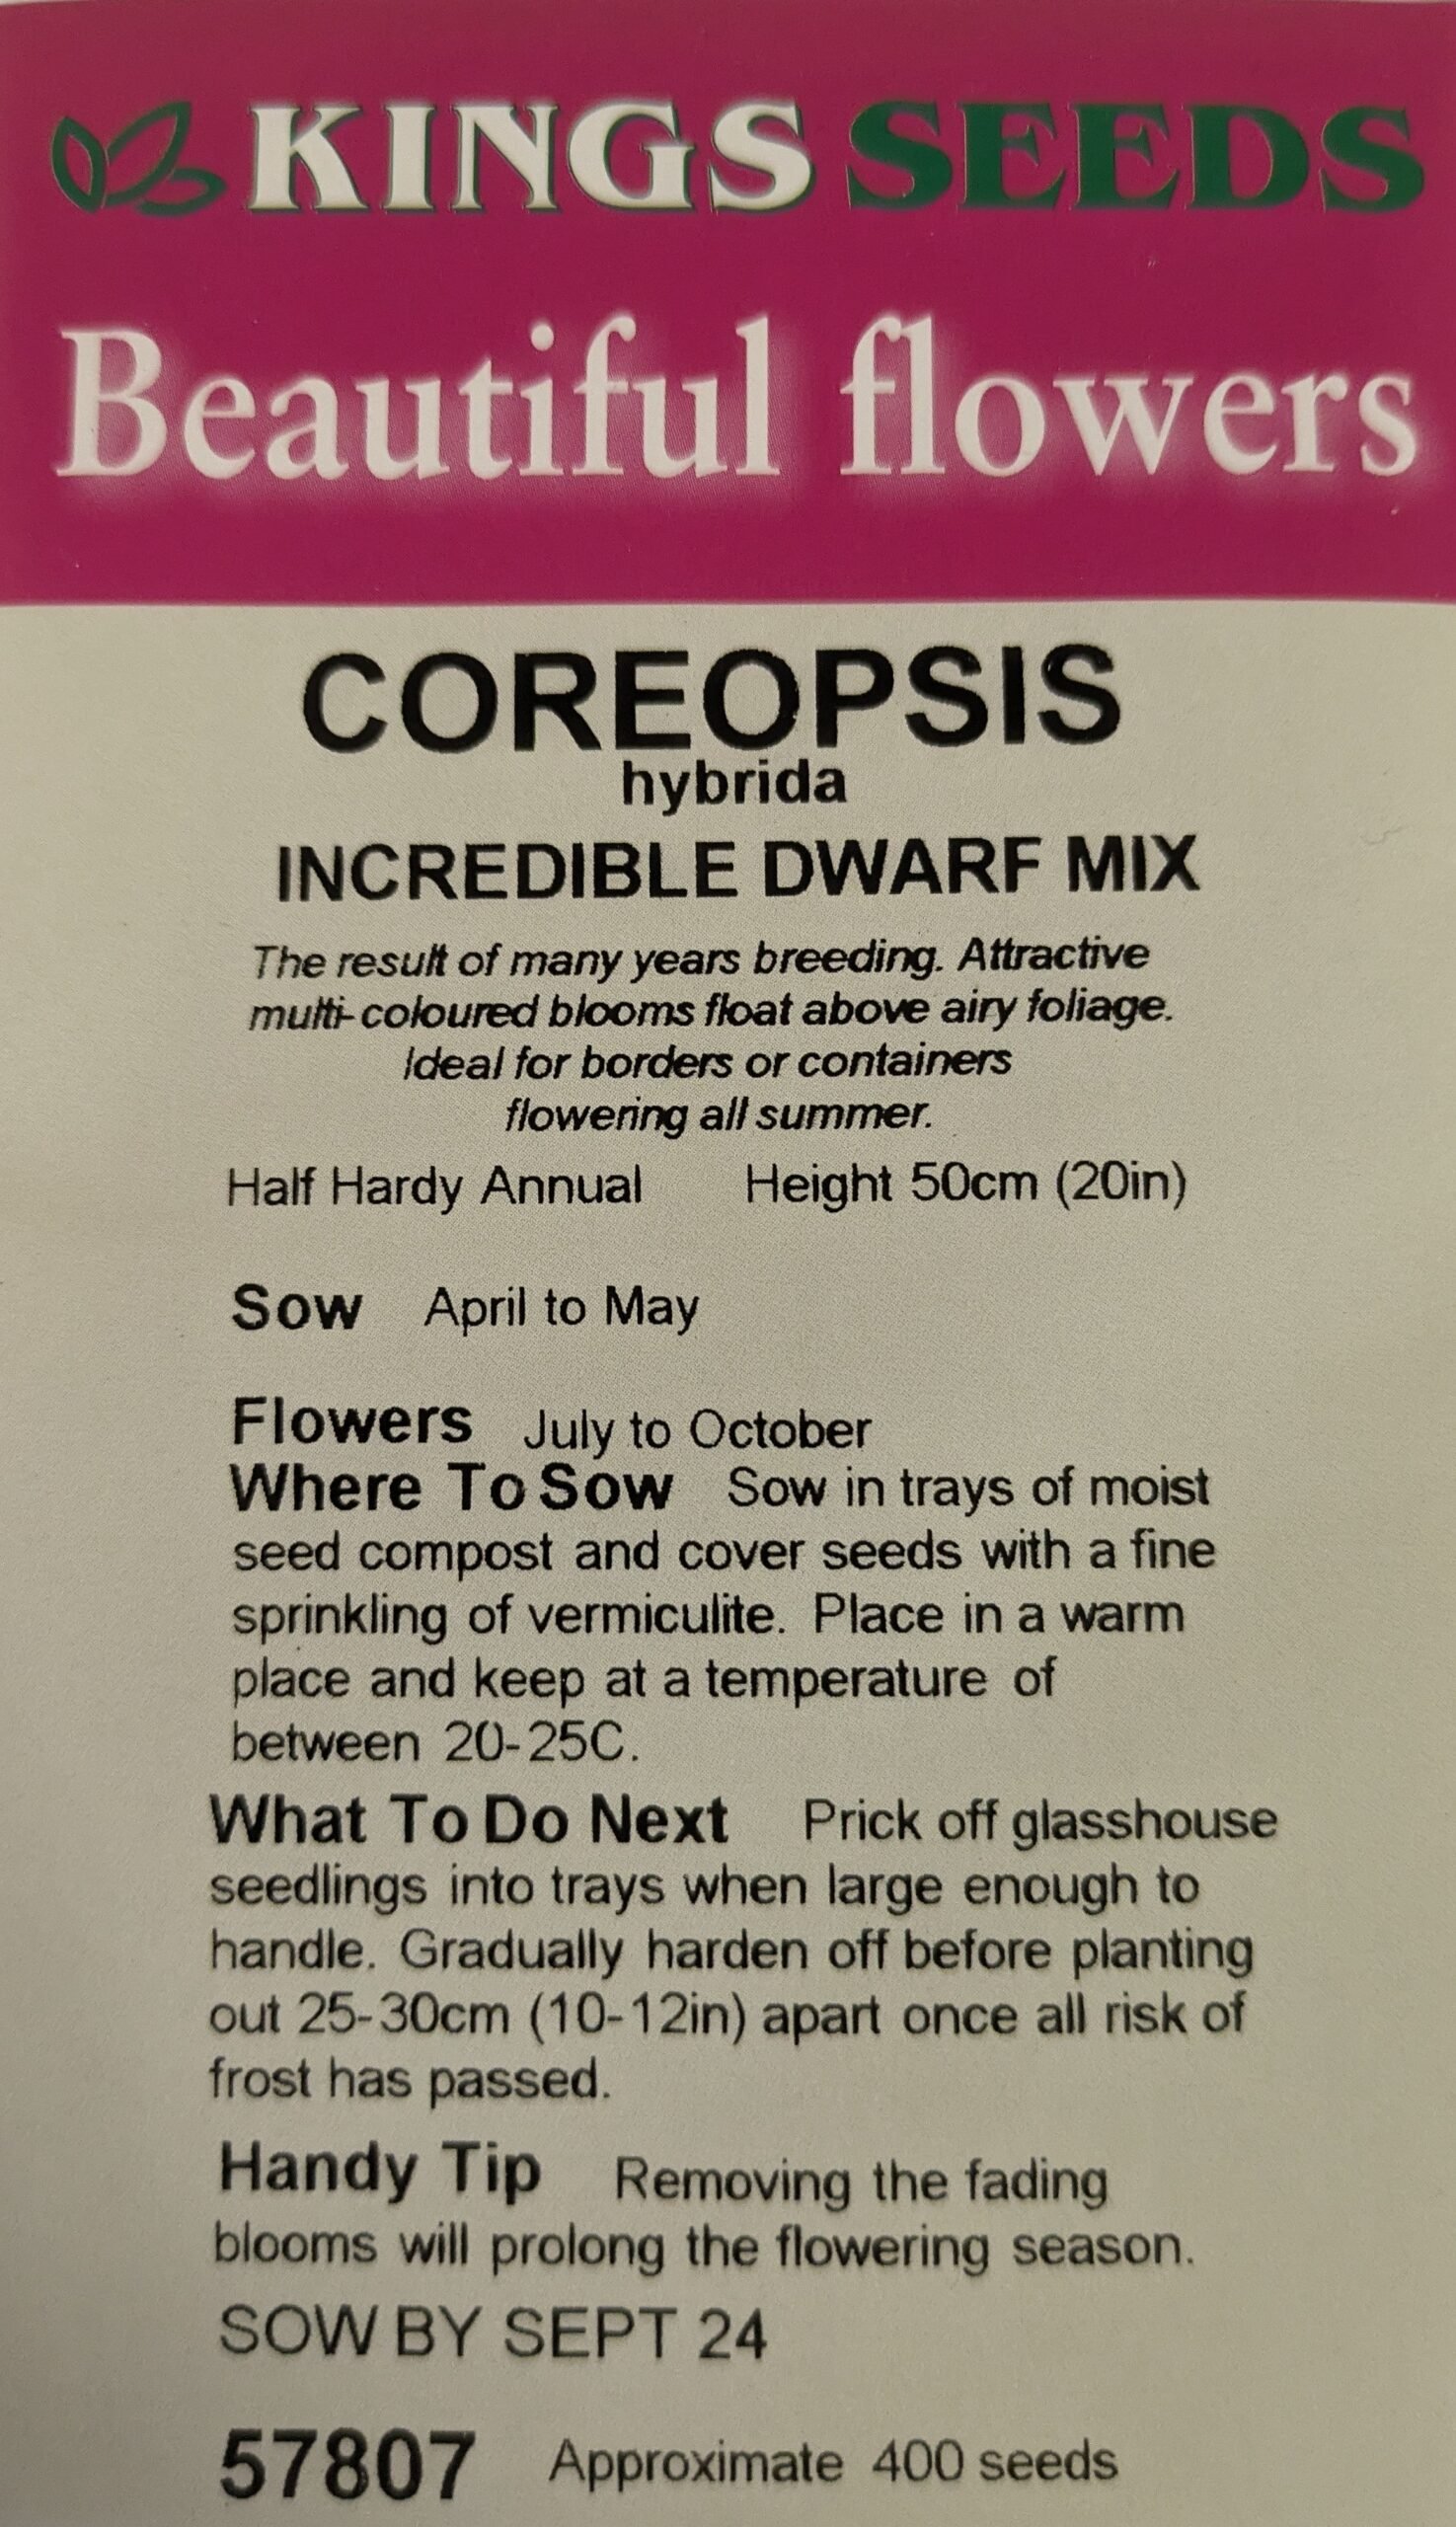 KINGS SEEDS
Beautiful flowers
COREOPSIS
hybrida
INCREDIBLE DWARF MIX
The result of many years breeding. Attractive
multi-coloured blooms float above airy foliage.
Ideal for borders or containers
flowering all summer.
Half Hardy Annual Height 50cm (20in)
Sow April to May
Flowers July to October
Where To Sow Sow in trays of moist
seed compost and cover seeds with a fine
sprinkling of vermiculite. Place in a warm
place and keep at a temperature of
between 20-25C.
What To Do Next Prick off glasshouse
seedlings into trays when large enough to
handle. Gradually harden off before planting
out 25-30cm (10-12in) apart once all risk of
frost has passed.
Handy Tip Removing the fading
blooms will prolong the flowering season.
SOW BY SEPT 24
57807 Approximate 400 seeds